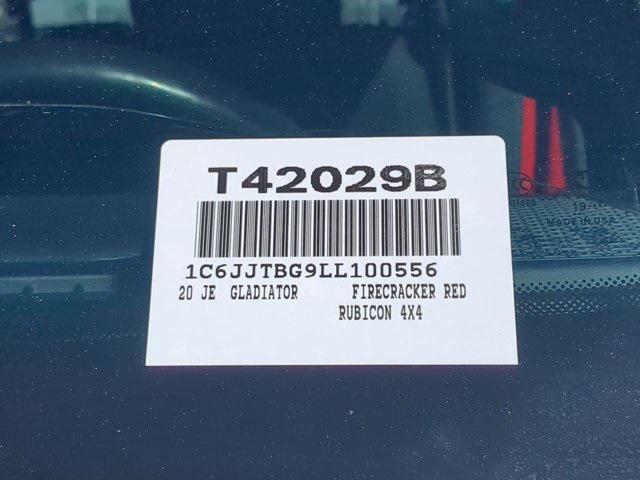 T42029B
1C6JJTBG9LL100556
20 JE GLADIATOR FIRECRACKER RED
RUBICON 4X4
MADE IN USA